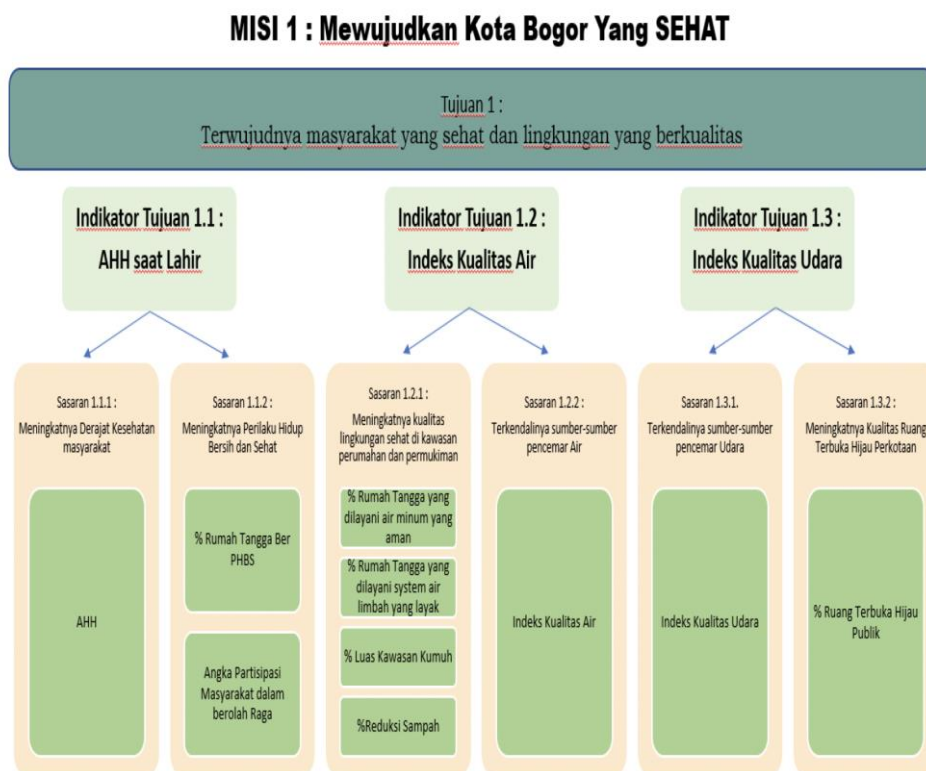 MISI 1 : Mewujudkan Kota Bogor Yang SEHAT
Tujuan 1 :
Terwujudnya masyarakat yang sehat dan lingkungan yang berkualitas
Indikator Tujuan 1.1 :
AHH saat Lahir
Indikator Tujuan 1.2 :
Indeks Kualitas Air
Indikator Tujuan 1.3 :
Indeks Kualitas Udara
Sasaran 1.1.1 :
Meningkatnya Derajat Kesehatan
masyarakat
AHH
Sasaran 1.1.2 :
Meningkatnya Perilaku Hidup
Bersih dan Sehat
% Rumah Tangga Ber
PHBS
Angka Partisipasi
Masyarakat dalam
berolah Raga
Sasaran 1.2.1 :
Meningkatnya kualitas
lingkungan sehat di kawasan
perumahan dan permukiman
% Rumah Tangga yang
dilayani air minum yang
aman
% Rumah Tangga yang
dilayani system air
limbah yang layak
% Luas Kawasan Kumuh
%Reduksi Sampah
Sasaran 1.2.2 :
Terkendalinya sumber-sumber
pencemar Air
Indeks Kualitas Air
Sasaran 1.3.1.
Terkendalinya sumber-sumber
pencemar Udara
Indeks Kualitas Udara
Sasaran 1.3.2 :
Meningkatnya Kualitas Ruang
Terbuka Hijau Perkotaan
% Ruang Terbuka Hijau
Publik